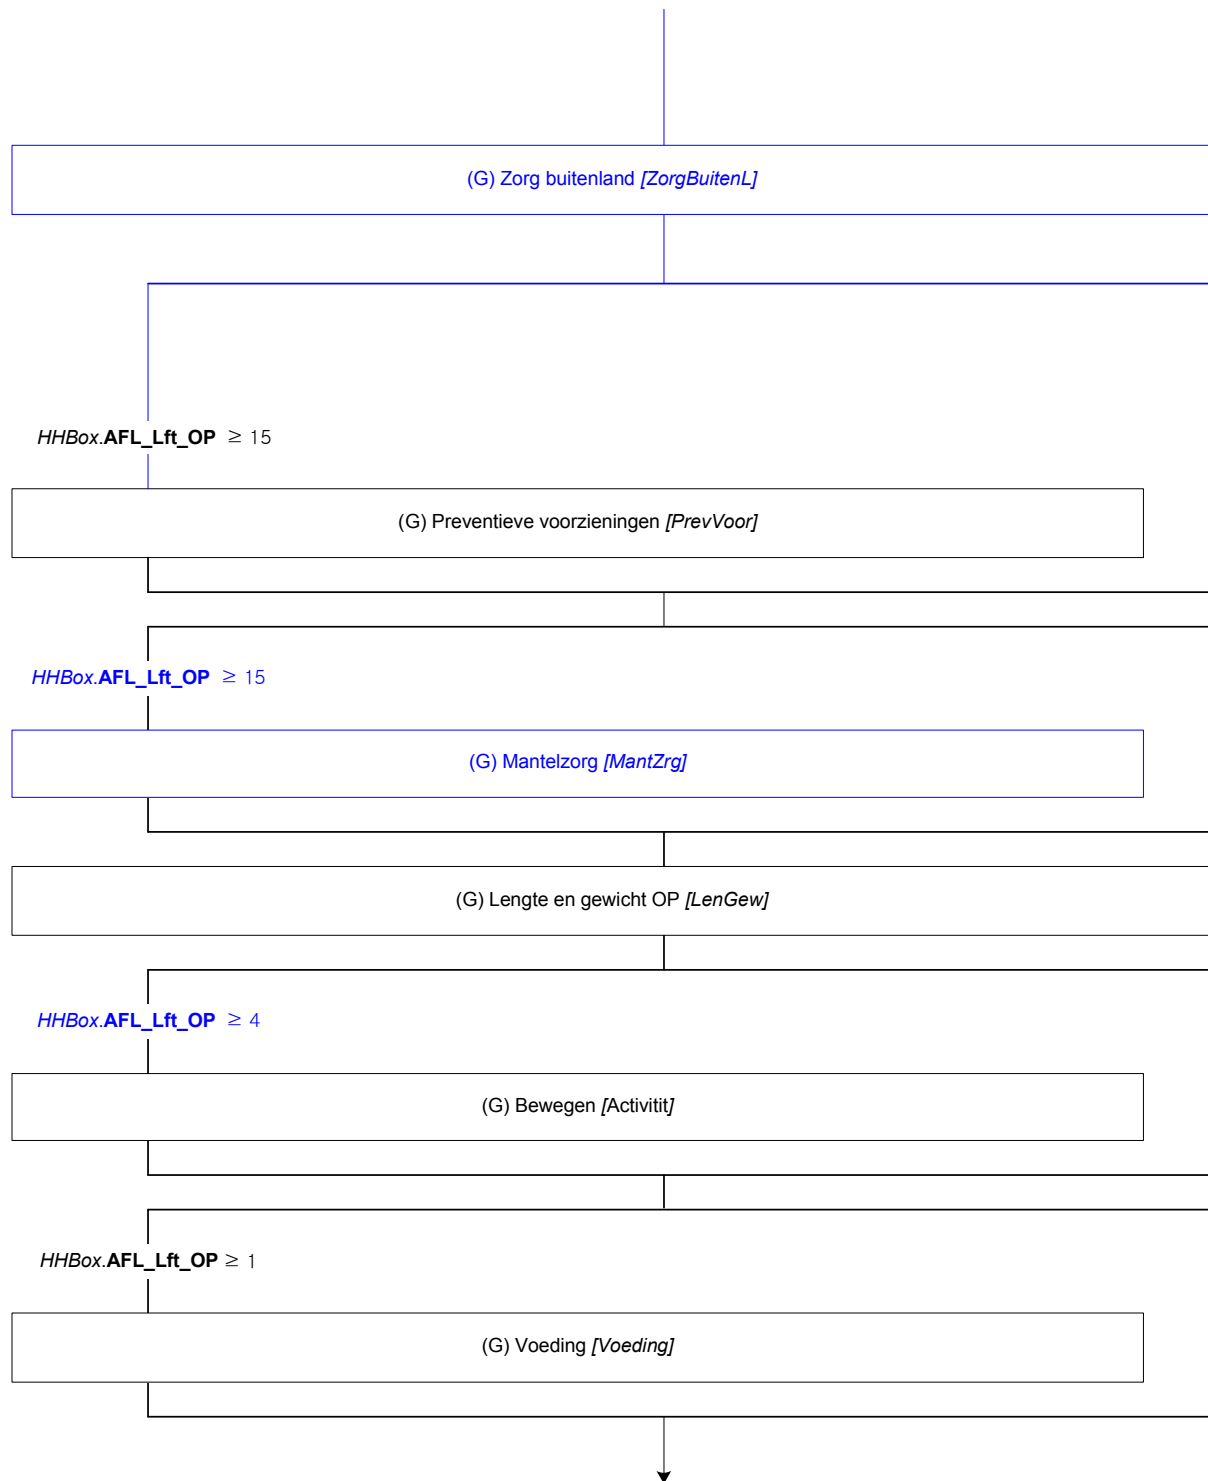 (G) Zorg buitenland [ZorgBuitenL]
HHBox.AFL_Lft_OP ≥ 15
(G) Preventieve voorzieningen [PrevVoor]
HHBox.AFL_Lft_OP ≥ 15
(G) Mantelzorg [MantZrg]
(G) Lengte en gewicht OP [LenGew]
HHBox.AFL_Lft_OP ≥ 4
(G) Bewegen [Activitit]
HHBox.AFL_Lft_OP ≥ 1
(G) Voeding [Voeding]